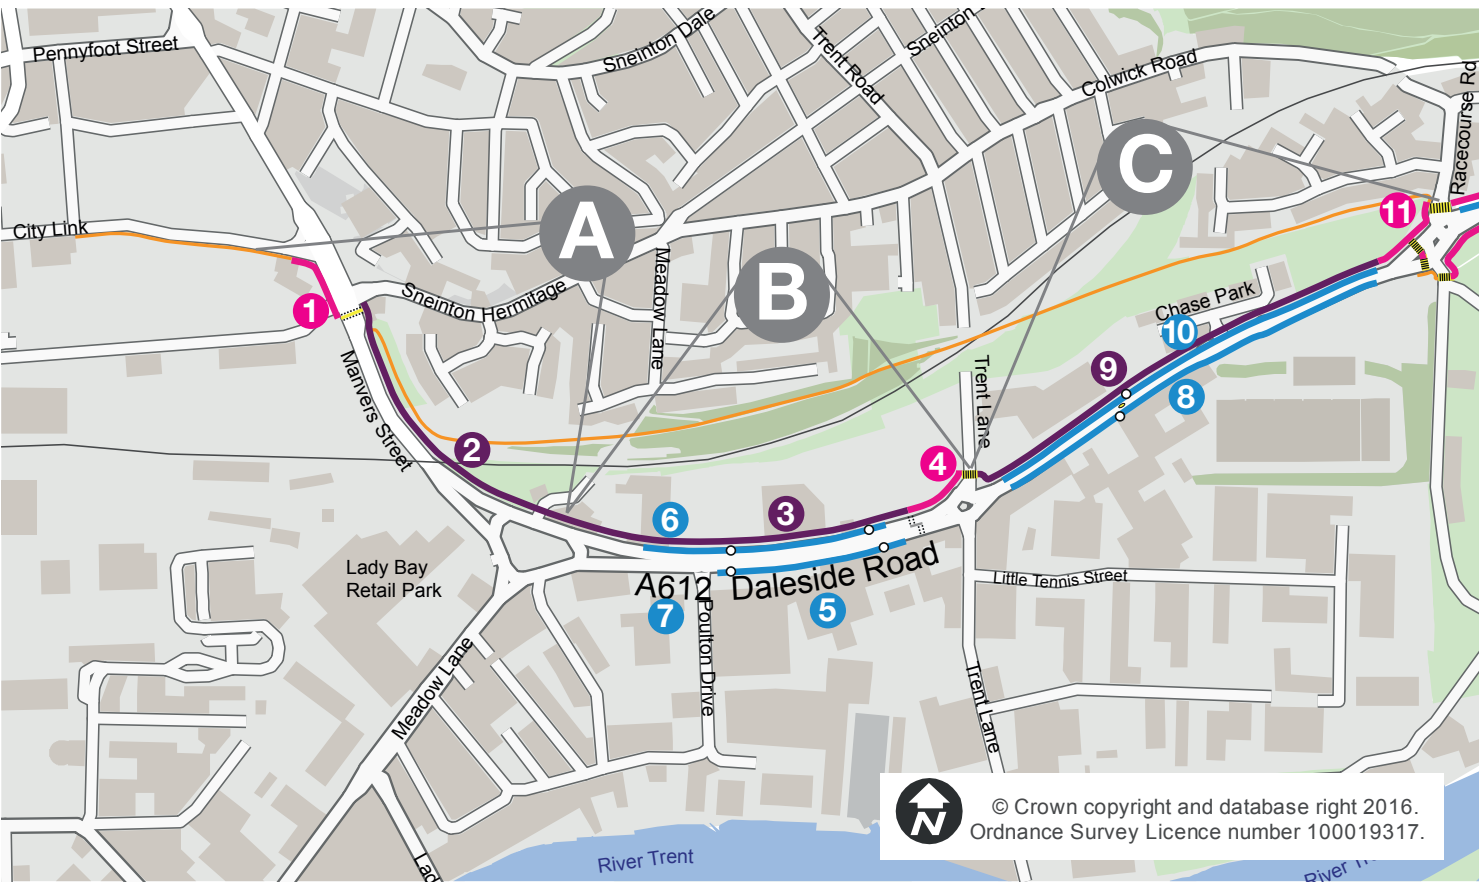 Pennyfoot Street
Sneinton Dale
Trent Road
Sneinton
Colwick Road
Racecourse Rd
C
11
City Link
A
Meadow Lane
B
1
Sneinton Hermitage
Chase Park
10
Manvers Street
Trent Lane
9
8
2
4
6
3
Lady Bay
Retail Park
A612 Daleside Road
7
5
Little Tennis Street
Poulton Drive
Meadow Lane
Trent Lane
N
© Crown copyright and database right 2016.
Ordnance Survey Licence number 100019317.
River Trent
Lad
River Tr